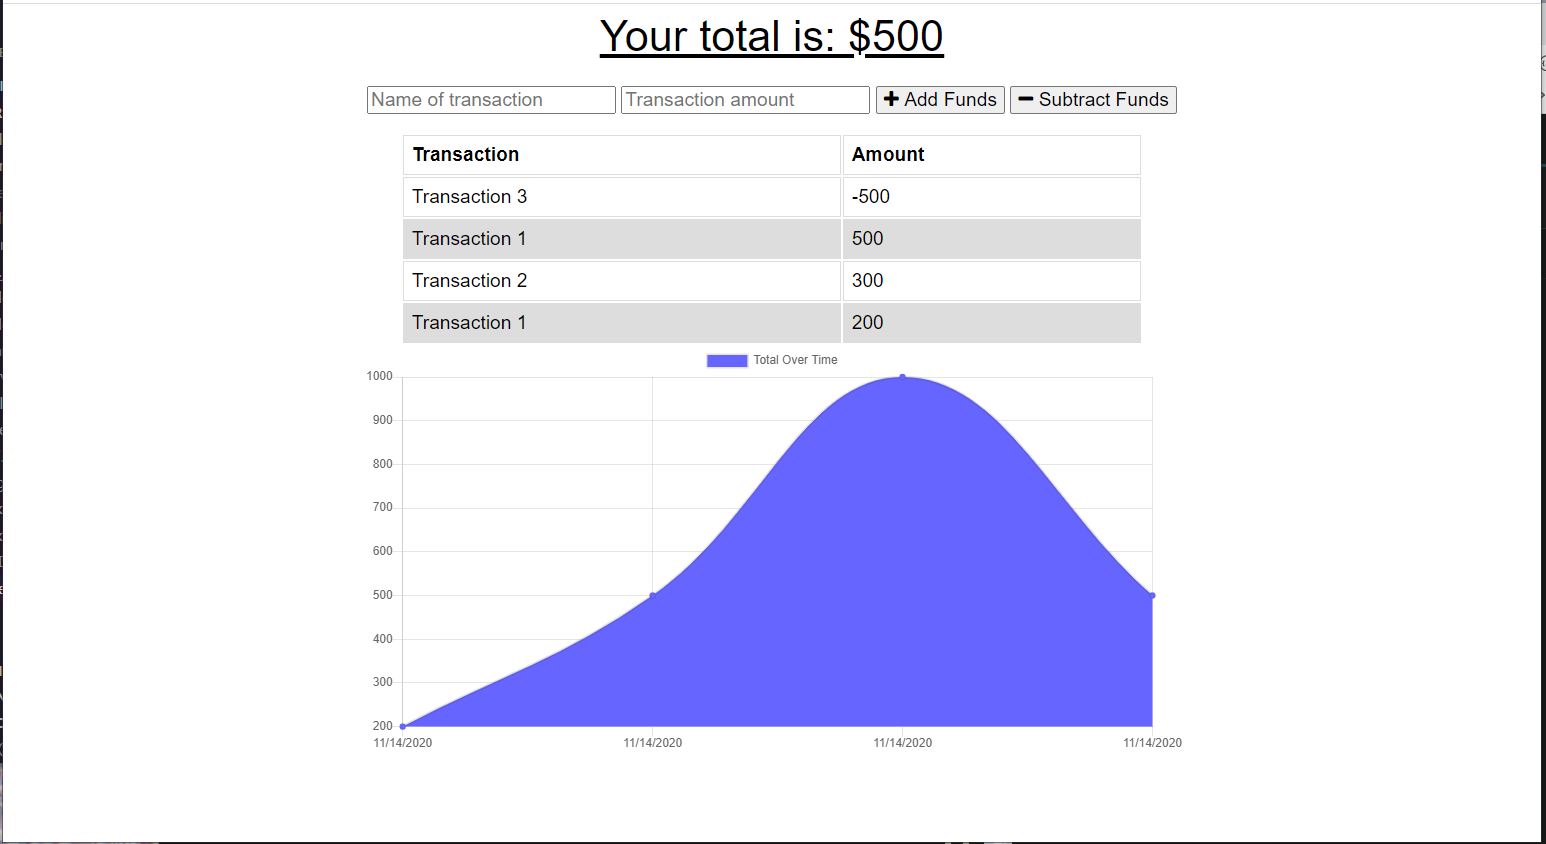 Your total is: $500
Name of transaction Transaction amount Add Funds Subtract Funds
Transaction Amount
Transaction 3 -500
Transaction 1 500
Transaction 2 300
Transaction 1 200
Total Over Time
1000
900
800
700
600
500
400
300
200
11/14/2020 11/14/2020 11/14/2020 11/14/2020